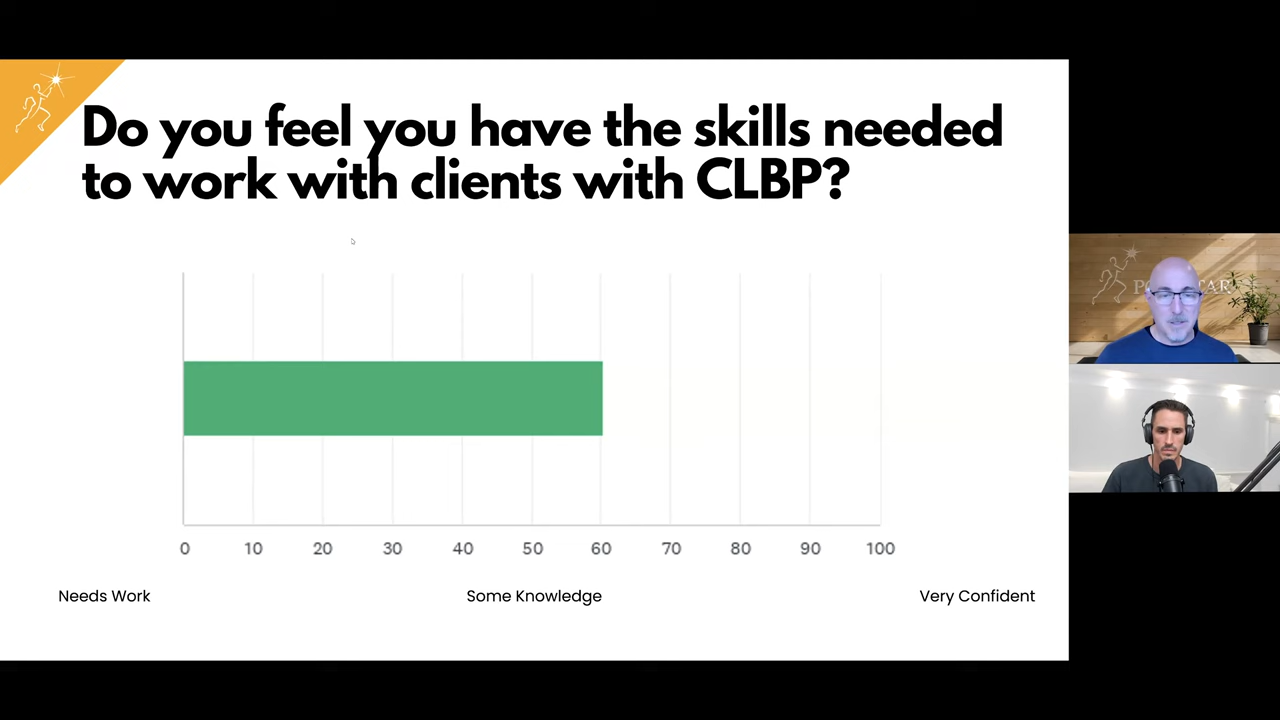 Do you feel you have the skills needed
to work with clients with CLBP?
0 10 20 30 40 50 60 70 80 90 100
Needs Work Some Knowledge Very Confident